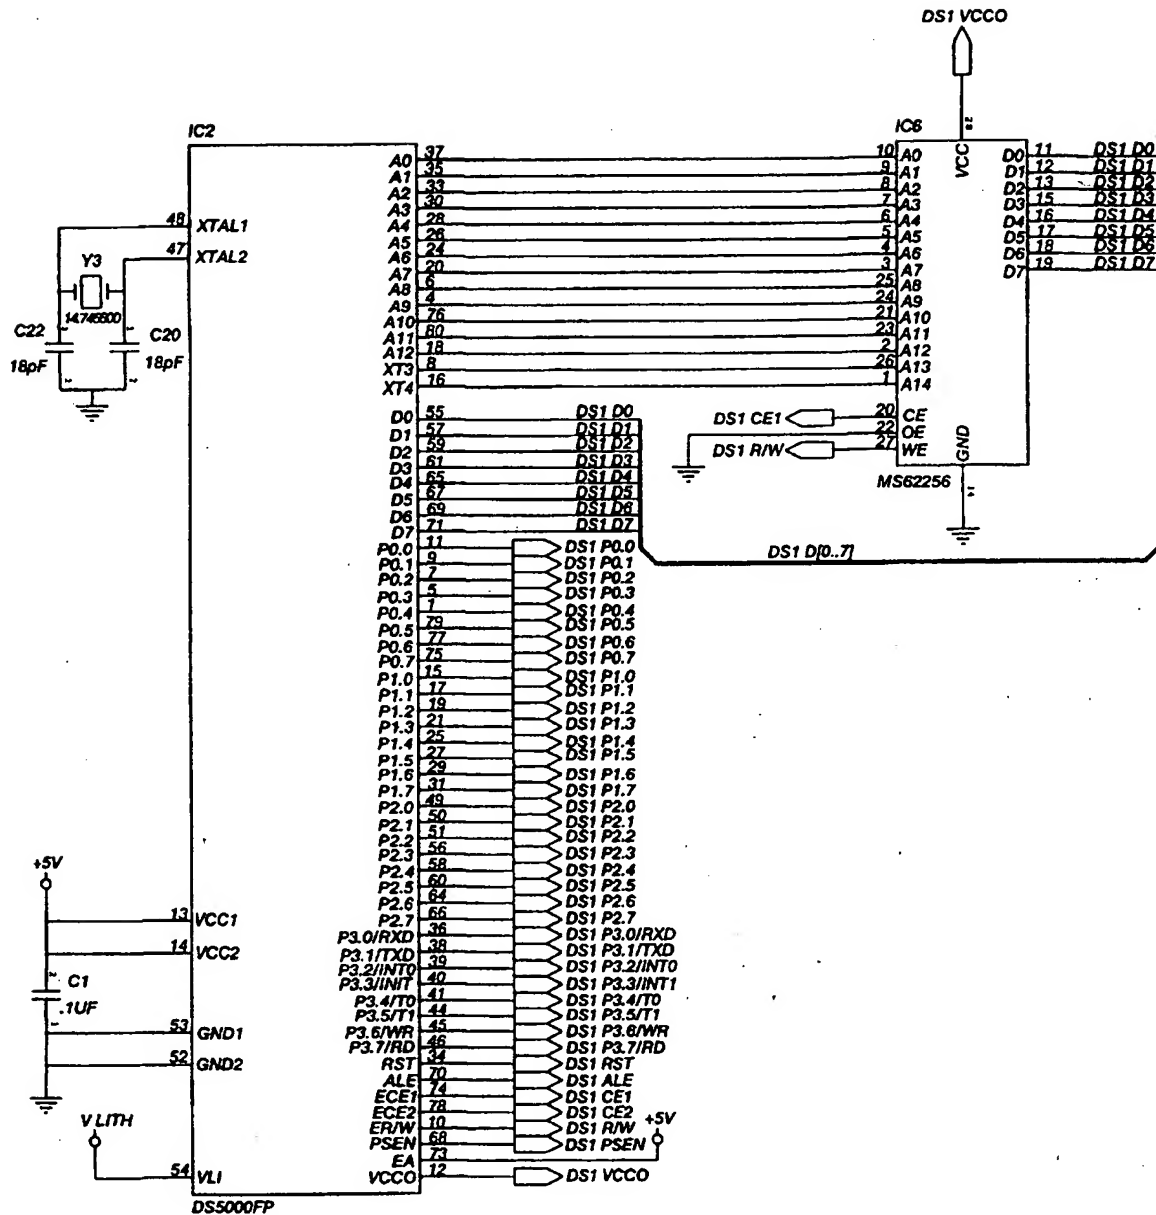 DS1 VCCO
IC2
IC6
28
VCC
48 XTAL1
47 XTAL2
Y3
14.745600
C22
18pF
C20
18pF
A0 37
A1 35
A2 33
A3 30
A4 28
A5 26
A6 24
A7 20
A8 6
A9 4
A10 76
A11 80
A12 18
XT3 8
XT4 16
10 A0
9 A1
8 A2
7 A3
6 A4
5 A5
4 A6
3 A7
25 A8
24 A9
21 A10
23 A11
2 A12
26 A13
1 A14
D0 11 DS1 D0
D1 12 DS1 D1
D2 13 DS1 D2
D3 15 DS1 D3
D4 16 DS1 D4
D5 17 DS1 D5
D6 18 DS1 D6
D7 19 DS1 D7
DS1 CE1 20 CE
22 OE
DS1 R/W 27 WE
GND
14
MS62256
D0 55 DS1 D0
D1 57 DS1 D1
D2 59 DS1 D2
D3 61 DS1 D3
D4 65 DS1 D4
D5 67 DS1 D5
D6 69 DS1 D6
D7 71 DS1 D7
DS1 D[0..7]
P0.0 11 DS1 P0.0
P0.1 9 DS1 P0.1
P0.2 7 DS1 P0.2
P0.3 5 DS1 P0.3
P0.4 1 DS1 P0.4
P0.5 79 DS1 P0.5
P0.6 77 DS1 P0.6
P0.7 75 DS1 P0.7
P1.0 15 DS1 P1.0
P1.1 17 DS1 P1.1
P1.2 19 DS1 P1.2
P1.3 21 DS1 P1.3
P1.4 25 DS1 P1.4
P1.5 27 DS1 P1.5
P1.6 29 DS1 P1.6
P1.7 31 DS1 P1.7
P2.0 49 DS1 P2.0
P2.1 50 DS1 P2.1
P2.2 51 DS1 P2.2
P2.3 56 DS1 P2.3
P2.4 58 DS1 P2.4
P2.5 60 DS1 P2.5
P2.6 64 DS1 P2.6
P2.7 66 DS1 P2.7
P3.0/RXD 36 DS1 P3.0/RXD
P3.1/TXD 38 DS1 P3.1/TXD
P3.2/INT0 39 DS1 P3.2/INT0
P3.3/INIT 40 DS1 P3.3/INT1
P3.4/T0 41 DS1 P3.4/T0
P3.5/T1 44 DS1 P3.5/T1
P3.6/WR 45 DS1 P3.6/WR
P3.7/RD 46 DS1 P3.7/RD
RST 34 DS1 RST
ALE 70 DS1 ALE
ECE1 74 DS1 CE1
ECE2 78 DS1 CE2
ER/W 10 DS1 R/W
PSEN 68 DS1 PSEN
EA 73 +5V
VCCO 12 DS1 VCCO
+5V
13 VCC1
14 VCC2
C1
.1UF
53 GND1
52 GND2
V LITH
54 VLI
DS5000FP